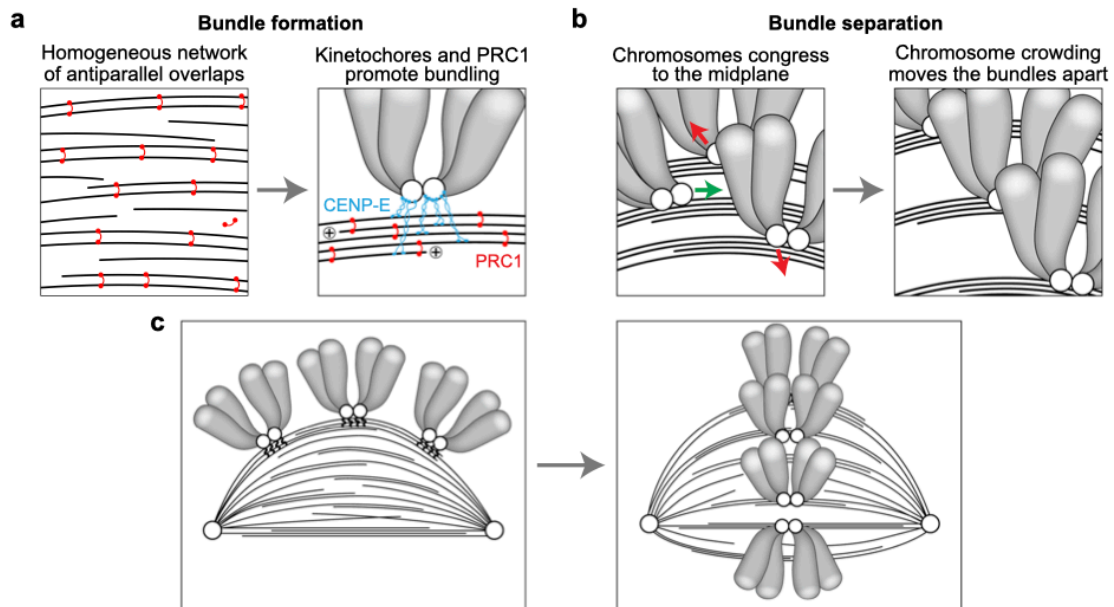 a
Bundle formation
Homogeneous network
of antiparallel overlaps
Kinetochores and PRC1
promote bundling
CENP-E
+
PRC1
+
b
Bundle separation
Chromosomes congress
to the midplane
Chromosome crowding
moves the bundles apart
c